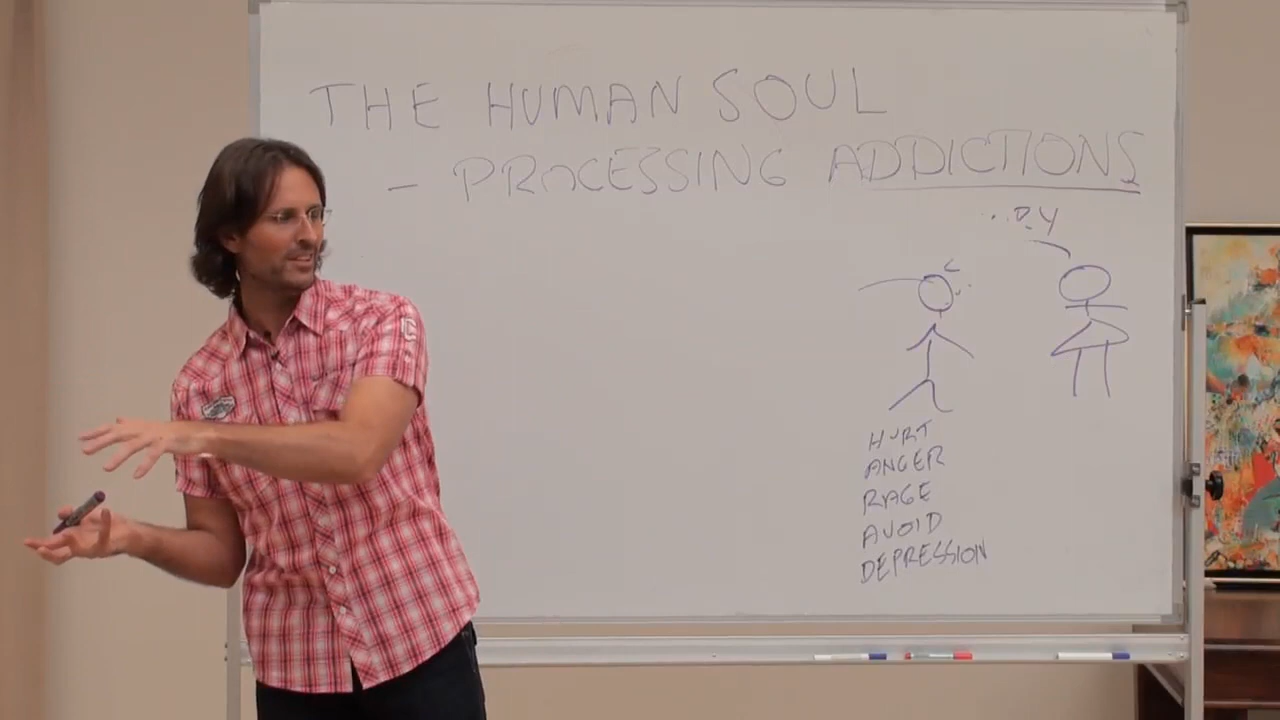 THE HUMAN SOUL
- PROCESSING ADDICTIONS
HURT
ANGER
RAGE
AVOID
DEPRESSION